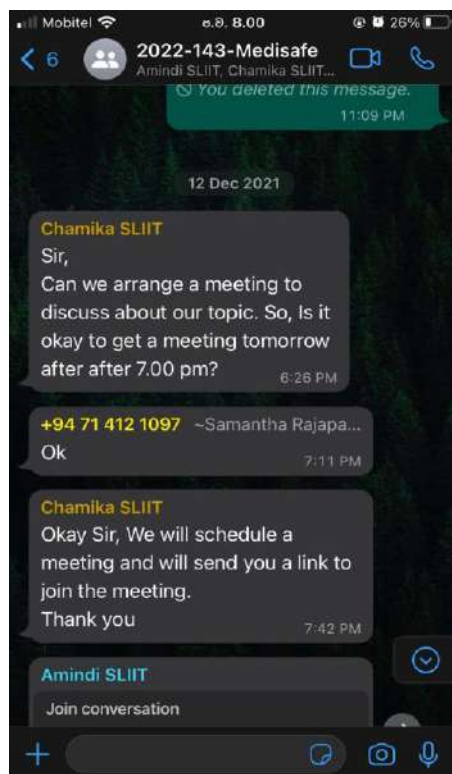 Mobitel
ප.ව. 8.00
26%
6
2022-143-Medisafe
Amindi SLIIT, Chamika SLIIT...
You deleted this message.
11:09 PM
12 Dec 2021
Chamika SLIIT
Sir,
Can we arrange a meeting to
discuss about our topic. So, Is it
okay to get a meeting tomorrow
after after 7.00 pm?
6:26 PM
+94 71 412 1097 ~Samantha Rajapa...
Ok
7:11 PM
Chamika SLIIT
Okay Sir, We will schedule a
meeting and will send you a link to
join the meeting.
Thank you
7:42 PM
Amindi SLIIT
Join conversation